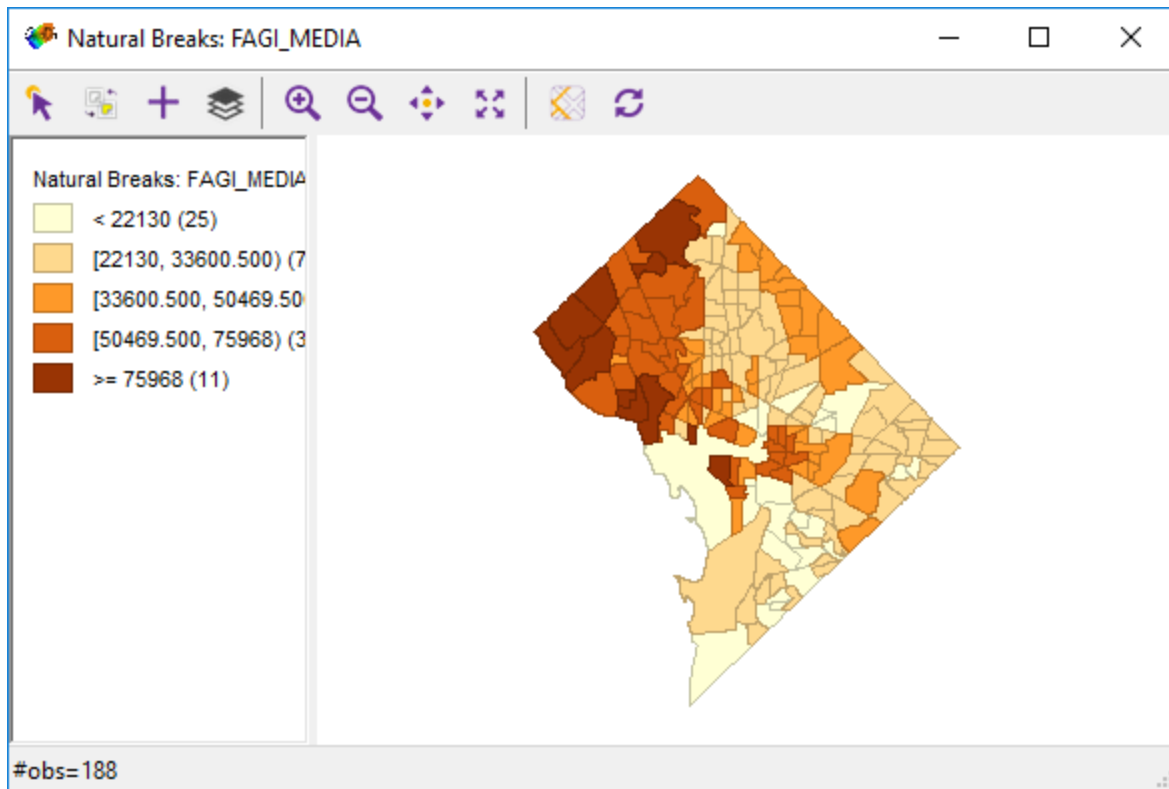 Natural Breaks: FAGI_MEDIA
Natural Breaks: FAGI_MEDIA
< 22130 (25)
[22130, 33600.500) (7
[33600.500, 50469.50
[50469.500, 75968) (3
>= 75968 (11)
#obs=188